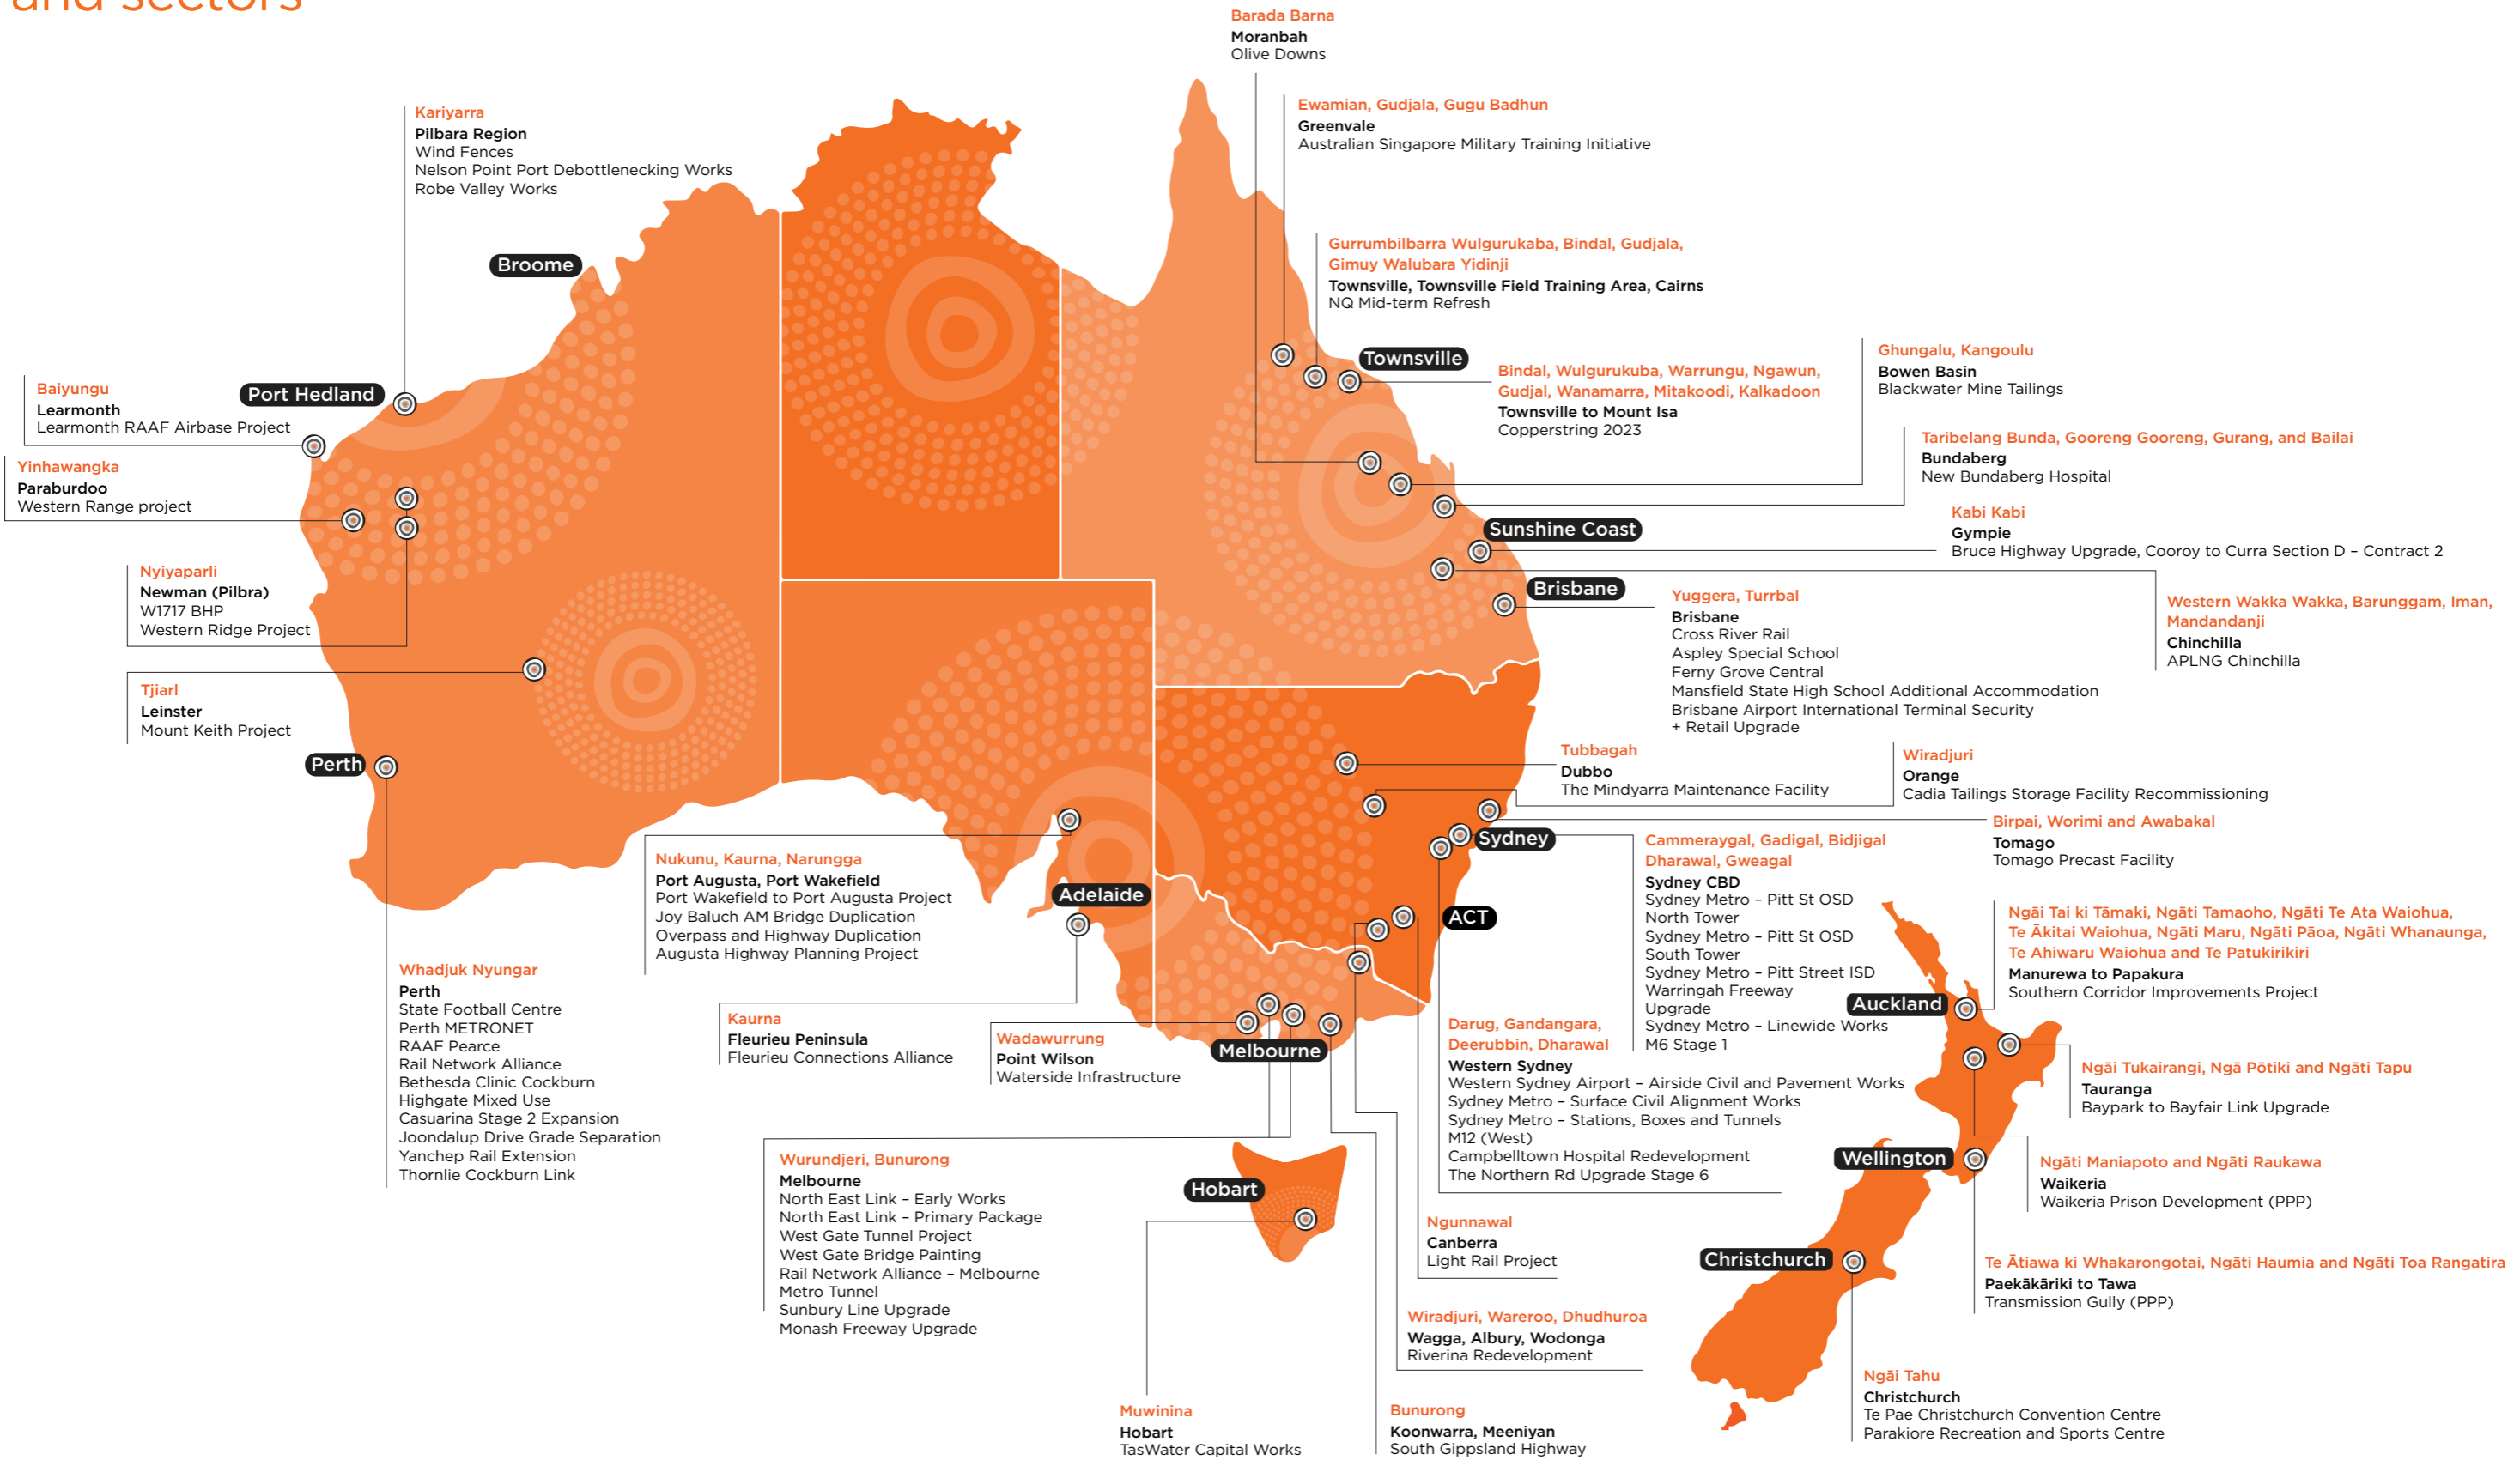 and sectors
Barada Barna
Moranbah
Olive Downs
Kariyarra
Pilbara Region
Wind Fences
Nelson Point Port Debottlenecking Works
Robe Valley Works
Ewamian, Gudjala, Gugu Badhun
Greenvale
Australian Singapore Military Training Initiative
Broome
Gurrumbilbarra Wulgurukaba, Bindal, Gudjala,
Gimuy Walubara Yidinji
Townsville, Townsville Field Training Area, Cairns
NQ Mid-term Refresh
Townsville
Bindal, Wulgurukuba, Warrungu, Ngawun,
Gudjal, Wanamarra, Mitakoodi, Kalkadoon
Townsville to Mount Isa
Copperstring 2023
Ghungalu, Kangoulu
Bowen Basin
Blackwater Mine Tailings
Port Hedland
Baiyungu
Learmonth
Learmonth RAAF Airbase Project
Taribelang Bunda, Gooreng Gooreng, Gurang, and Bailai
Bundaberg
New Bundaberg Hospital
Yinhawangka
Paraburdoo
Western Range project
Sunshine Coast
Kabi Kabi
Gympie
Bruce Highway Upgrade, Cooroy to Curra Section D – Contract 2
Nyiyaparli
Newman (Pilbra)
W1717 BHP
Western Ridge Project
Brisbane
Yuggera, Turrbal
Brisbane
Cross River Rail
Aspley Special School
Ferny Grove Central
Mansfield State High School Additional Accommodation
Brisbane Airport International Terminal Security
+ Retail Upgrade
Western Wakka Wakka, Barunggam, Iman,
Mandandanji
Chinchilla
APLNG Chinchilla
Tjiarl
Leinster
Mount Keith Project
Perth
Tubbagah
Dubbo
The Mindyarra Maintenance Facility
Wiradjuri
Orange
Cadia Tailings Storage Facility Recommissioning
Birpai, Worimi and Awabakal
Tomago
Tomago Precast Facility
Sydney
Cammeraygal, Gadigal, Bidjigal
Dharawal, Gweagal
Sydney CBD
Sydney Metro – Pitt St OSD
North Tower
Sydney Metro – Pitt St OSD
South Tower
Sydney Metro – Pitt Street ISD
Warringah Freeway
Upgrade
Sydney Metro – Linewide Works
M6 Stage 1
Nukunu, Kaurna, Narungga
Port Augusta, Port Wakefield
Port Wakefield to Port Augusta Project
Joy Baluch AM Bridge Duplication
Overpass and Highway Duplication
Augusta Highway Planning Project
Adelaide
ACT
Ngāi Tai ki Tāmaki, Ngāti Tamaoho, Ngāti Te Ata Waiohua,
Te Ākitai Waiohua, Ngāti Maru, Ngāti Pāoa, Ngāti Whanaunga,
Te Ahiwaru Waiohua and Te Patukirikiri
Manurewa to Papakura
Southern Corridor Improvements Project
Auckland
Whadjuk Nyungar
Perth
State Football Centre
Perth METRONET
RAAF Pearce
Rail Network Alliance
Bethesda Clinic Cockburn
Highgate Mixed Use
Casuarina Stage 2 Expansion
Joondalup Drive Grade Separation
Yanchep Rail Extension
Thornlie Cockburn Link
Kaurna
Fleurieu Peninsula
Fleurieu Connections Alliance
Wadawurrung
Point Wilson
Waterside Infrastructure
Melbourne
Darug, Gandangara,
Deerubbin, Dharawal
Western Sydney
Western Sydney Airport – Airside Civil and Pavement Works
Sydney Metro – Surface Civil Alignment Works
Sydney Metro – Stations, Boxes and Tunnels
M12 (West)
Campbelltown Hospital Redevelopment
The Northern Rd Upgrade Stage 6
Ngāi Tukairangi, Ngā Pōtiki and Ngāti Tapu
Tauranga
Baypark to Bayfair Link Upgrade
Wellington
Ngāti Maniapoto and Ngāti Raukawa
Waikeria
Waikeria Prison Development (PPP)
Wurundjeri, Bunurong
Melbourne
North East Link – Early Works
North East Link – Primary Package
West Gate Tunnel Project
West Gate Bridge Painting
Rail Network Alliance – Melbourne
Metro Tunnel
Sunbury Line Upgrade
Monash Freeway Upgrade
Hobart
Ngunnawal
Canberra
Light Rail Project
Christchurch
Te Ātiawa ki Whakarongotai, Ngāti Haumia and Ngāti Toa Rangatira
Paekākāriki to Tawa
Transmission Gully (PPP)
Wiradjuri, Wareroo, Dhudhuroa
Wagga, Albury, Wodonga
Riverina Redevelopment
Ngāi Tahu
Christchurch
Te Pae Christchurch Convention Centre
Parakiore Recreation and Sports Centre
Muwinina
Hobart
TasWater Capital Works
Bunurong
Koonwarra, Meeniyan
South Gippsland Highway